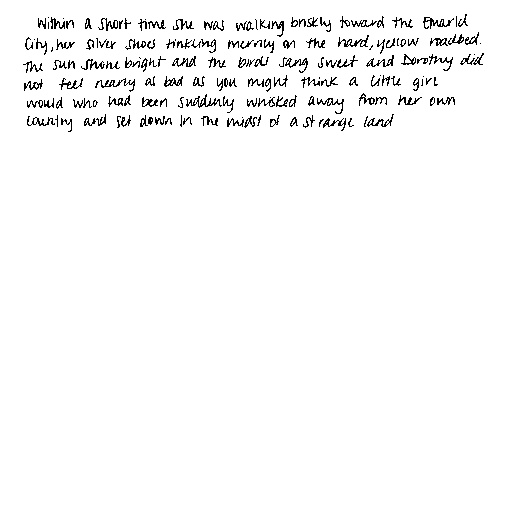 Within a short time she was walking briskly toward the Emarld
City, her silver shoes tinkling merrily on the hard, yellow roadbed.
The sun shone bright and the birds sang sweet and Dorothy did
not feel nearly as bad as you might think a little girl
would who had been suddenly whisked away from her own
country and set down in the midst of a strange land